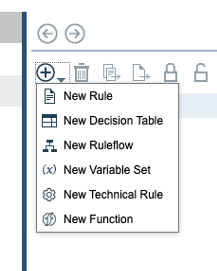 New Rule
New Decision Table
New Ruleflow
(x) New Variable Set
New Technical Rule
New Function